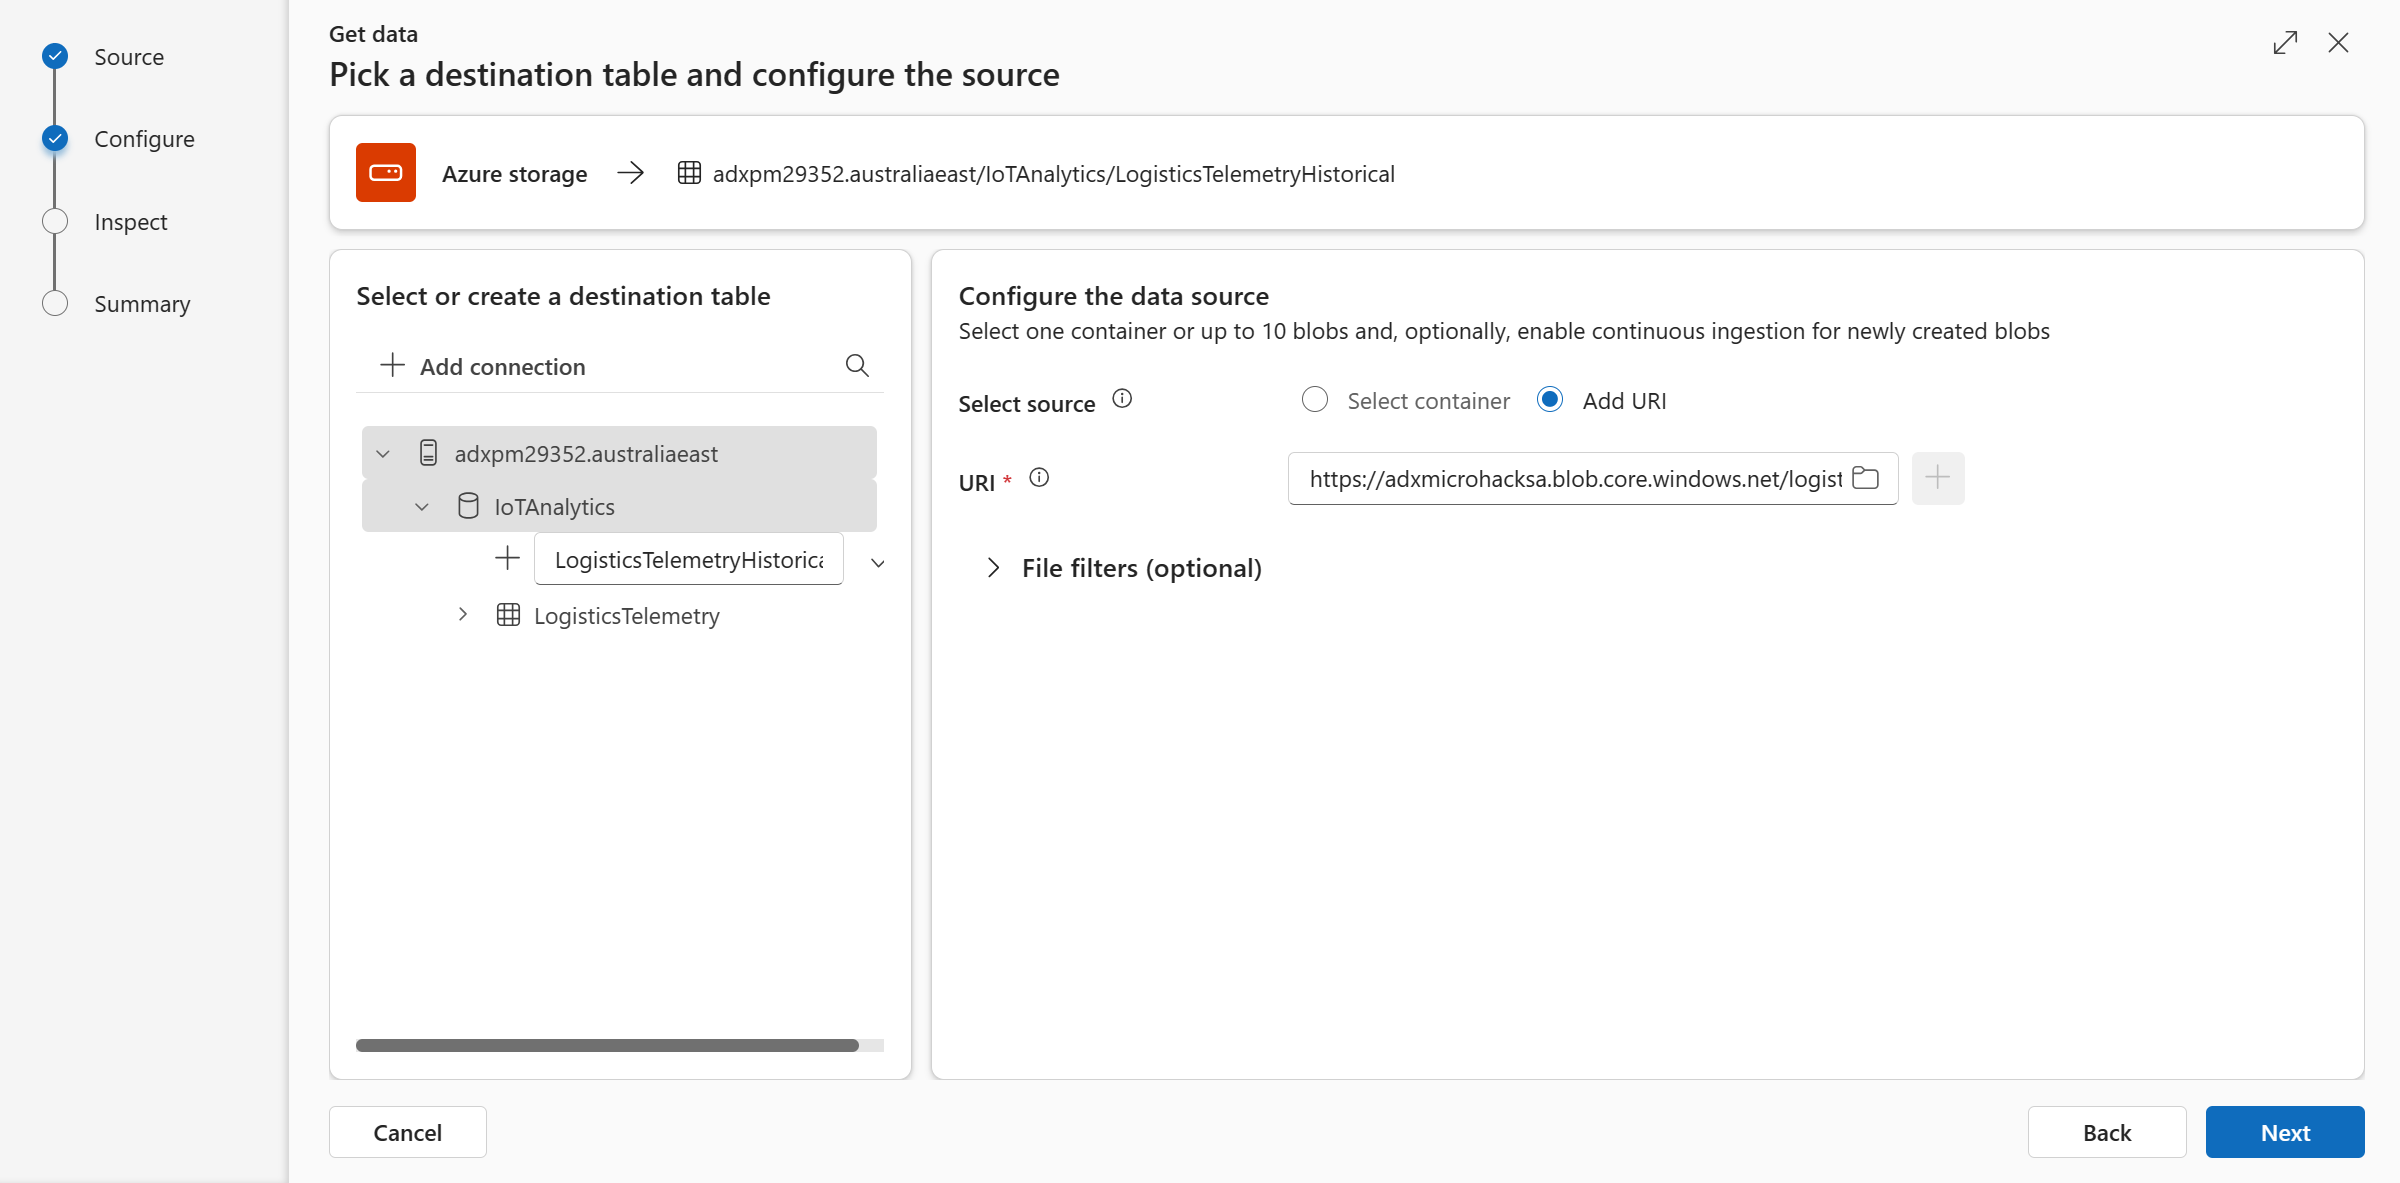 Source
Configure
Inspect
Summary
Get data
Pick a destination table and configure the source
Azure storage
adxpm29352.australiaeast/IoTAnalytics/LogisticsTelemetryHistorical
Select or create a destination table
Add connection
adxpm29352.australiaeast
IoTAnalytics
LogisticsTelemetryHistorica
LogisticsTelemetry
Configure the data source
Select one container or up to 10 blobs and, optionally, enable continuous ingestion for newly created blobs
Select source
Select container
Add URI
URI *
https://adxmicrohacksa.blob.core.windows.net/logist
File filters (optional)
Cancel
Back
Next